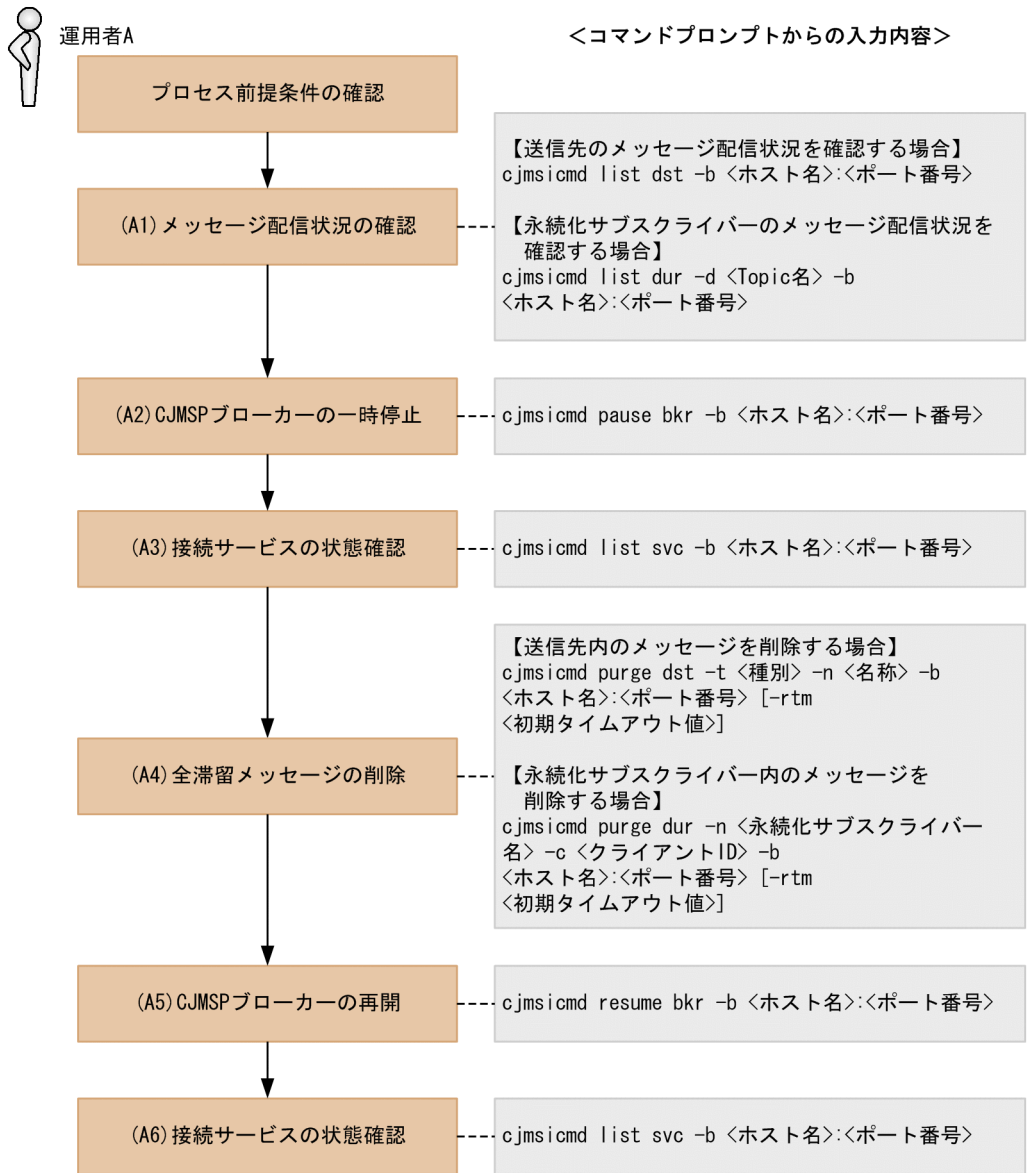 運用者A
<コマンドプロンプトからの入力内容>
プロセス前提条件の確認
(A1)メッセージ配信状況の確認
【送信先のメッセージ配信状況を確認する場合】
cjmsicmd list dst -b <ホスト名>:<ポート番号>
【永続化サブスクライバーのメッセージ配信状況を
確認する場合】
cjmsicmd list dur -d <Topic名> -b
<ホスト名>:<ポート番号>
(A2)CJMSPブローカーの一時停止
cjmsicmd pause bkr -b <ホスト名>:<ポート番号>
(A3)接続サービスの状態確認
cjmsicmd list svc -b <ホスト名>:<ポート番号>
(A4)全滞留メッセージの削除
【送信先内のメッセージを削除する場合】
cjmsicmd purge dst -t <種別> -n <名称> -b
<ホスト名>:<ポート番号> [-rtm
<初期タイムアウト値>]
【永続化サブスクライバー内のメッセージを
削除する場合】
cjmsicmd purge dur -n <永続化サブスクライバー
名> -c <クライアントID> -b
<ホスト名>:<ポート番号> [-rtm
<初期タイムアウト値>]
(A5)CJMSPブローカーの再開
cjmsicmd resume bkr -b <ホスト名>:<ポート番号>
(A6)接続サービスの状態確認
cjmsicmd list svc -b <ホスト名>:<ポート番号>